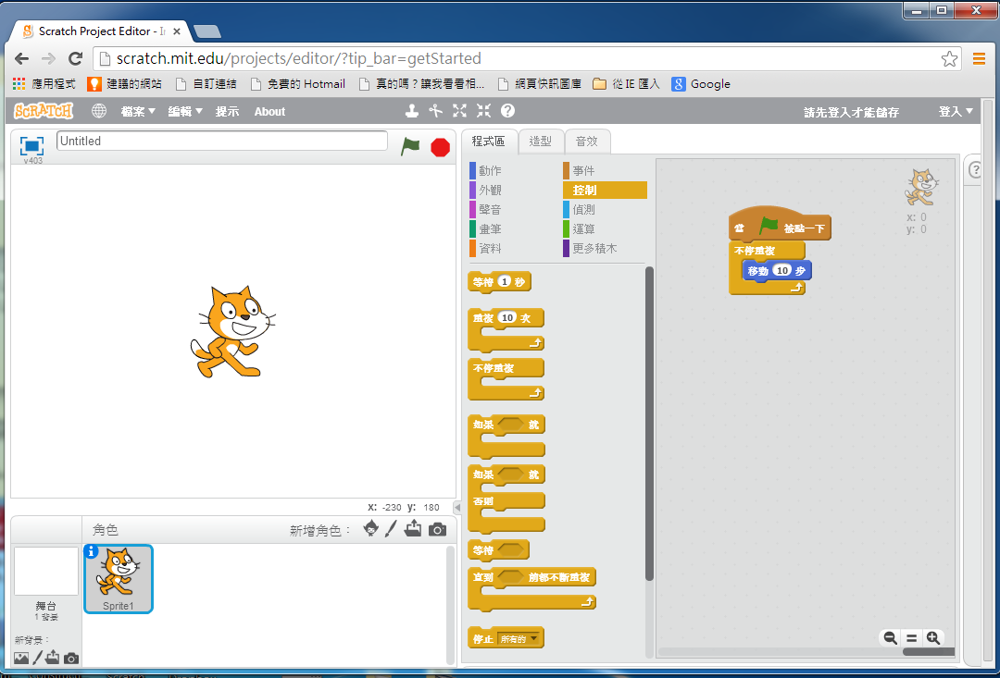 Scratch Project Editor - I
scratch.mit.edu/projects/editor/?tip_bar=getStarted
應用程式 建議的網站 自訂連結 免費的 Hotmail 真的嗎？讓我看看相... 網頁快訊圖庫 從 IE 匯入 Google
SCRATCH 檔案 編輯 提示 About 請先登入才能儲存 登入
Untitled
v403
程式區 造型 音效
動作 事件
外觀 控制
聲音 偵測
畫筆 運算
資料 更多積木
等待 1 秒
重複 10 次
不停重複
如果 就
如果 就
否則
等待
直到 前都不斷重複
停止 所有的
當 被點一下
不停重複
移動 10 步
x: 0
y: 0
x: -230 y: 180
角色 新增角色：
Sprite1
舞台
1 背景
新背景：